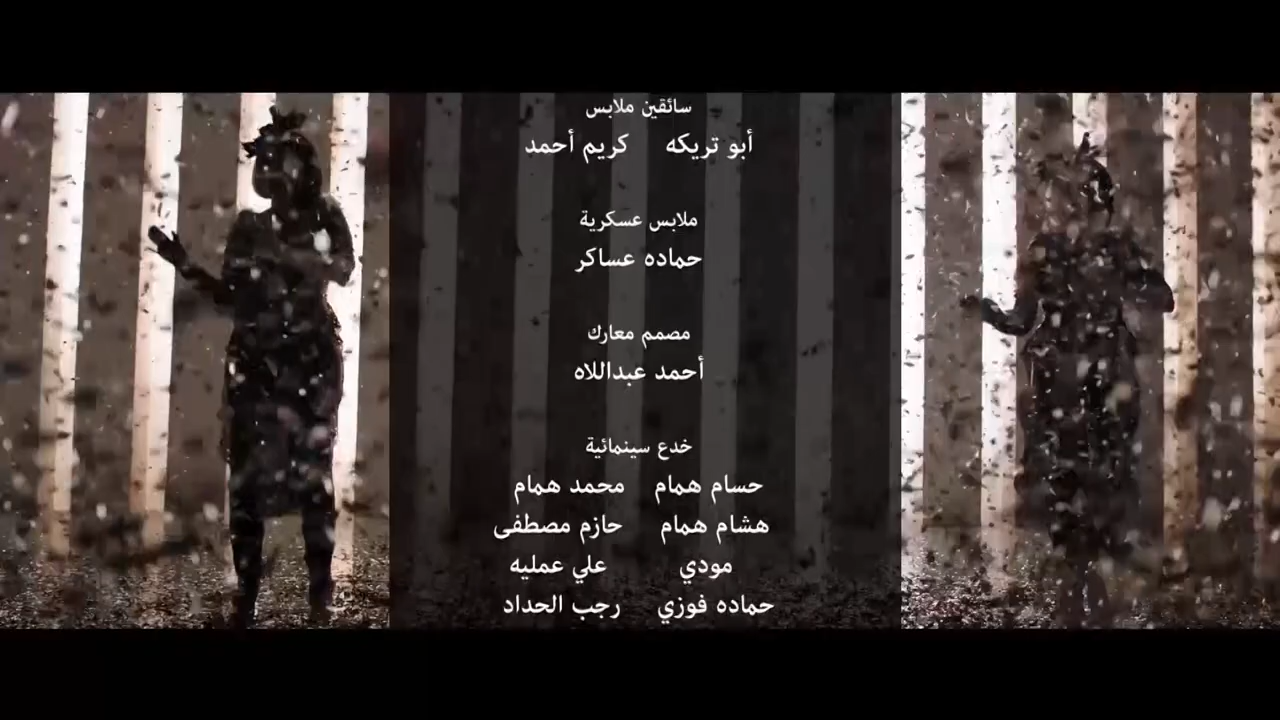 سائقين ملابس
أبو تريكه كريم أحمد
ملابس عسكرية
حماده عساكر
مصمم معارك
أحمد عبداللاه
خدع سينمائية
حسام همام محمد همام
هشام همام حازم مصطفى
مودي علي عمليه
حماده فوزي رجب الحداد